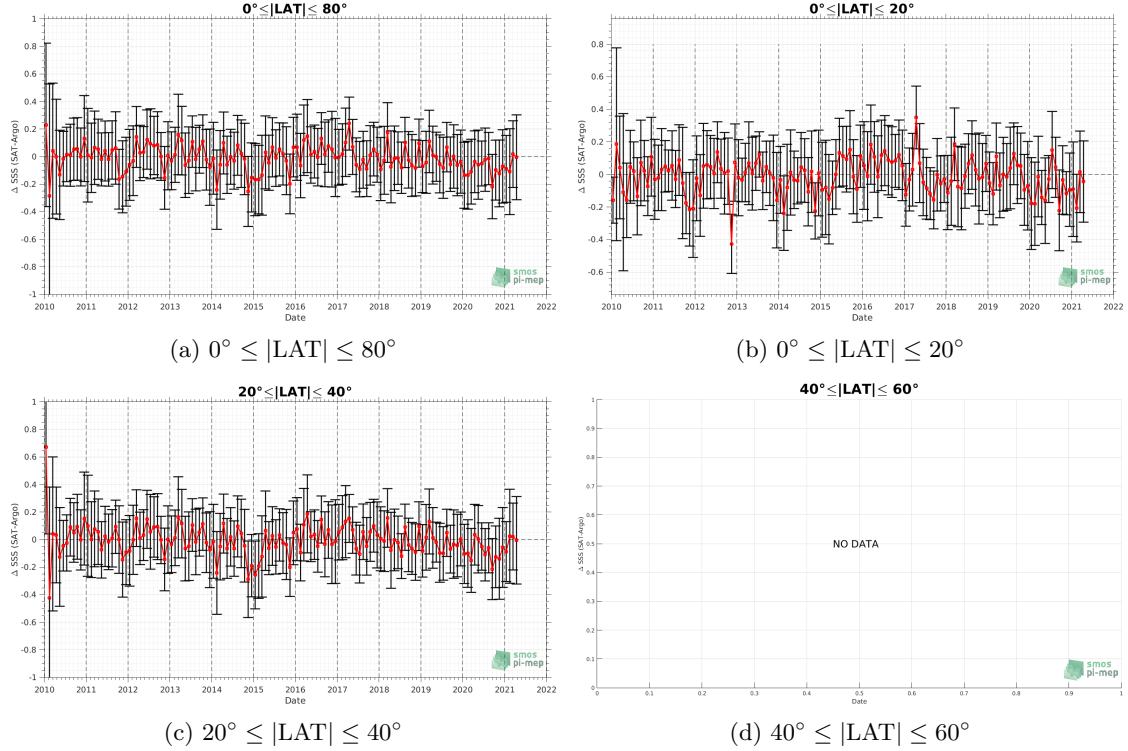 0°≤|LAT|≤ 80°
1
0.8
0.6
0.4
0.2
0
-0.2
-0.4
-0.6
-0.8
-1
Δ SSS (SAT-Argo)
2010 2011 2012 2013 2014 2015 2016 2017 2018 2019 2020 2021 2022
Date
smos
pi-mep
(a) 0° ≤ |LAT| ≤ 80°
0°≤|LAT|≤ 20°
0.8
0.6
0.4
0.2
0
-0.2
-0.4
-0.6
Δ SSS (SAT-Argo)
2010 2011 2012 2013 2014 2015 2016 2017 2018 2019 2020 2021 2022
Date
smos
pi-mep
(b) 0° ≤ |LAT| ≤ 20°
20°≤|LAT|≤ 40°
1
0.8
0.6
0.4
0.2
0
-0.2
-0.4
-0.6
-0.8
-1
Δ SSS (SAT-Argo)
2010 2011 2012 2013 2014 2015 2016 2017 2018 2019 2020 2021 2022
Date
smos
pi-mep
(c) 20° ≤ |LAT| ≤ 40°
40°≤|LAT|≤ 60°
1
0.9
0.8
0.7
0.6
0.5
0.4
0.3
0.2
0.1
0
Δ SSS (SAT-Argo)
NO DATA
0 0.1 0.2 0.3 0.4 0.5 0.6 0.7 0.8 0.9 1
Date
smos
pi-mep
(d) 40° ≤ |LAT| ≤ 60°